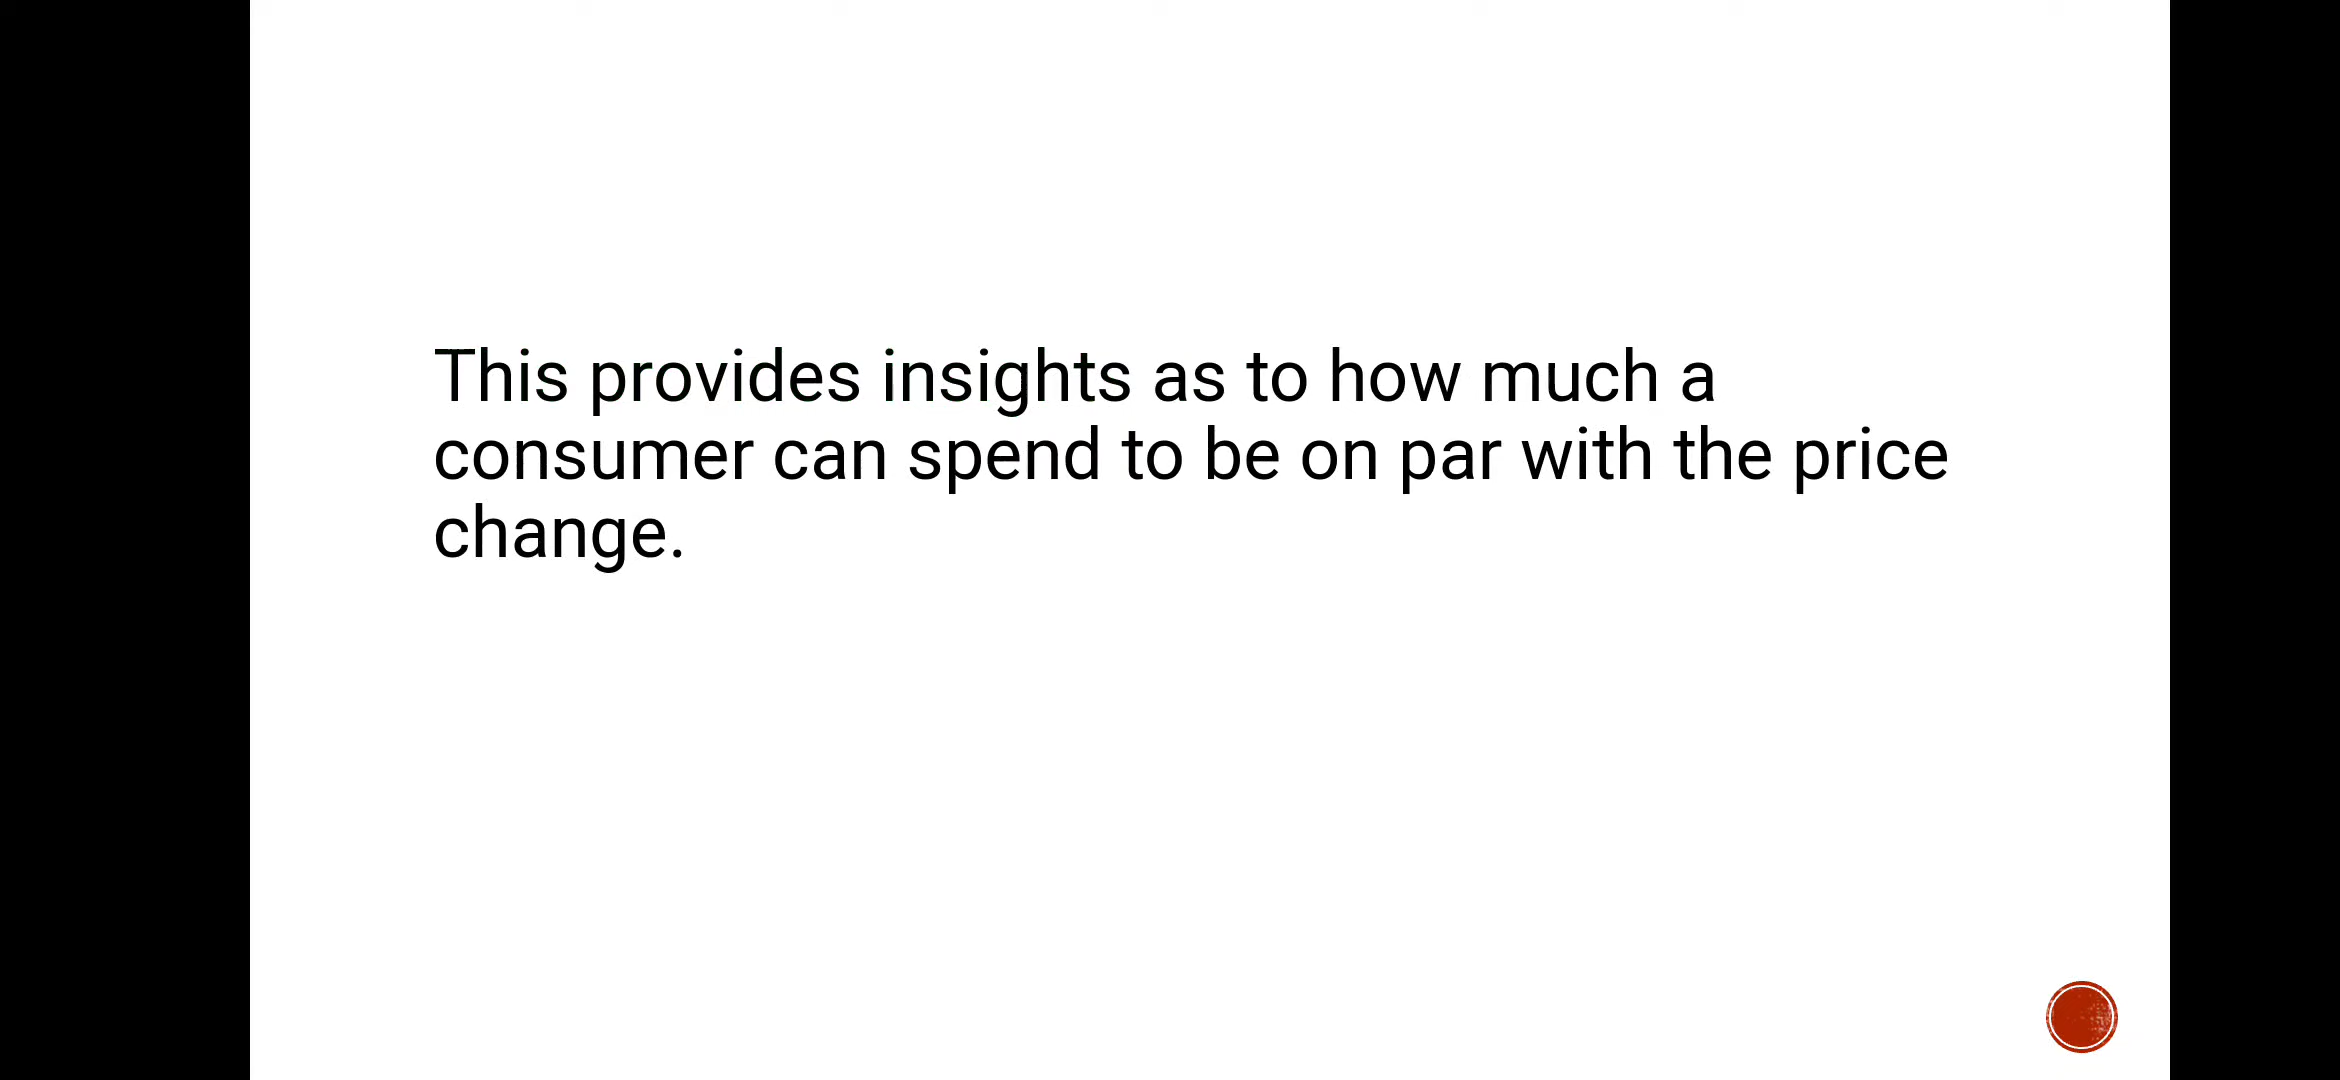 This provides insights as to how much a
consumer can spend to be on par with the price
change.